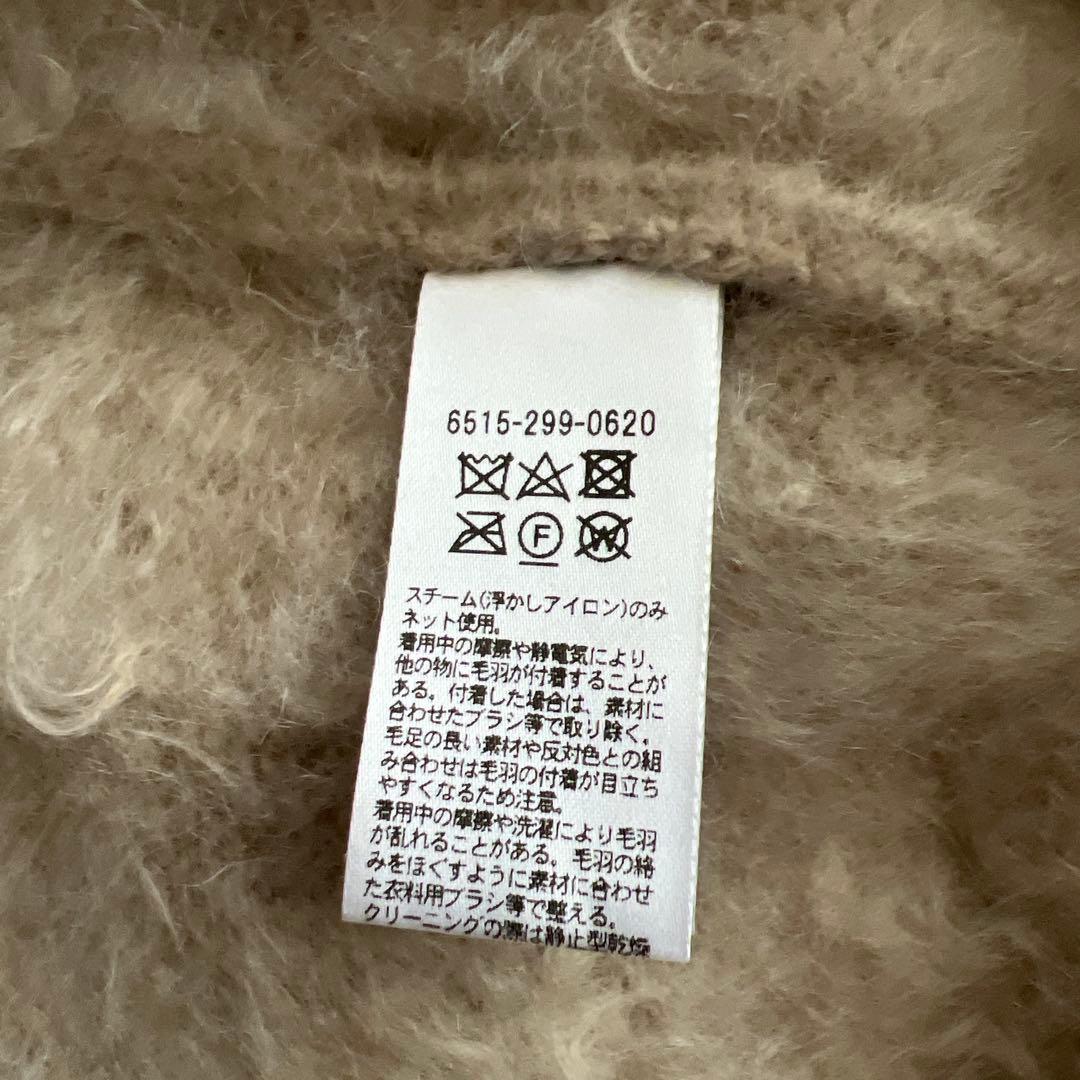 6515-299-0620
F
W
スチーム(浮かしアイロン)のみ
ネット使用。
着用中の摩擦や静電気により、
他の物に毛羽が付着することが
ある。付着した場合は、素材に
合わせたブラシ等で取り除く。
毛足の長い素材や反対色との組
み合わせは毛羽の付着が目立ち
やすくなるため注意。
着用中の摩擦や洗濯により毛羽
が乱れることがある。毛羽の絡
みをほぐすように素材に合わせ
た衣料用ブラシ等で整える。
クリーニングの際は静止型乾燥